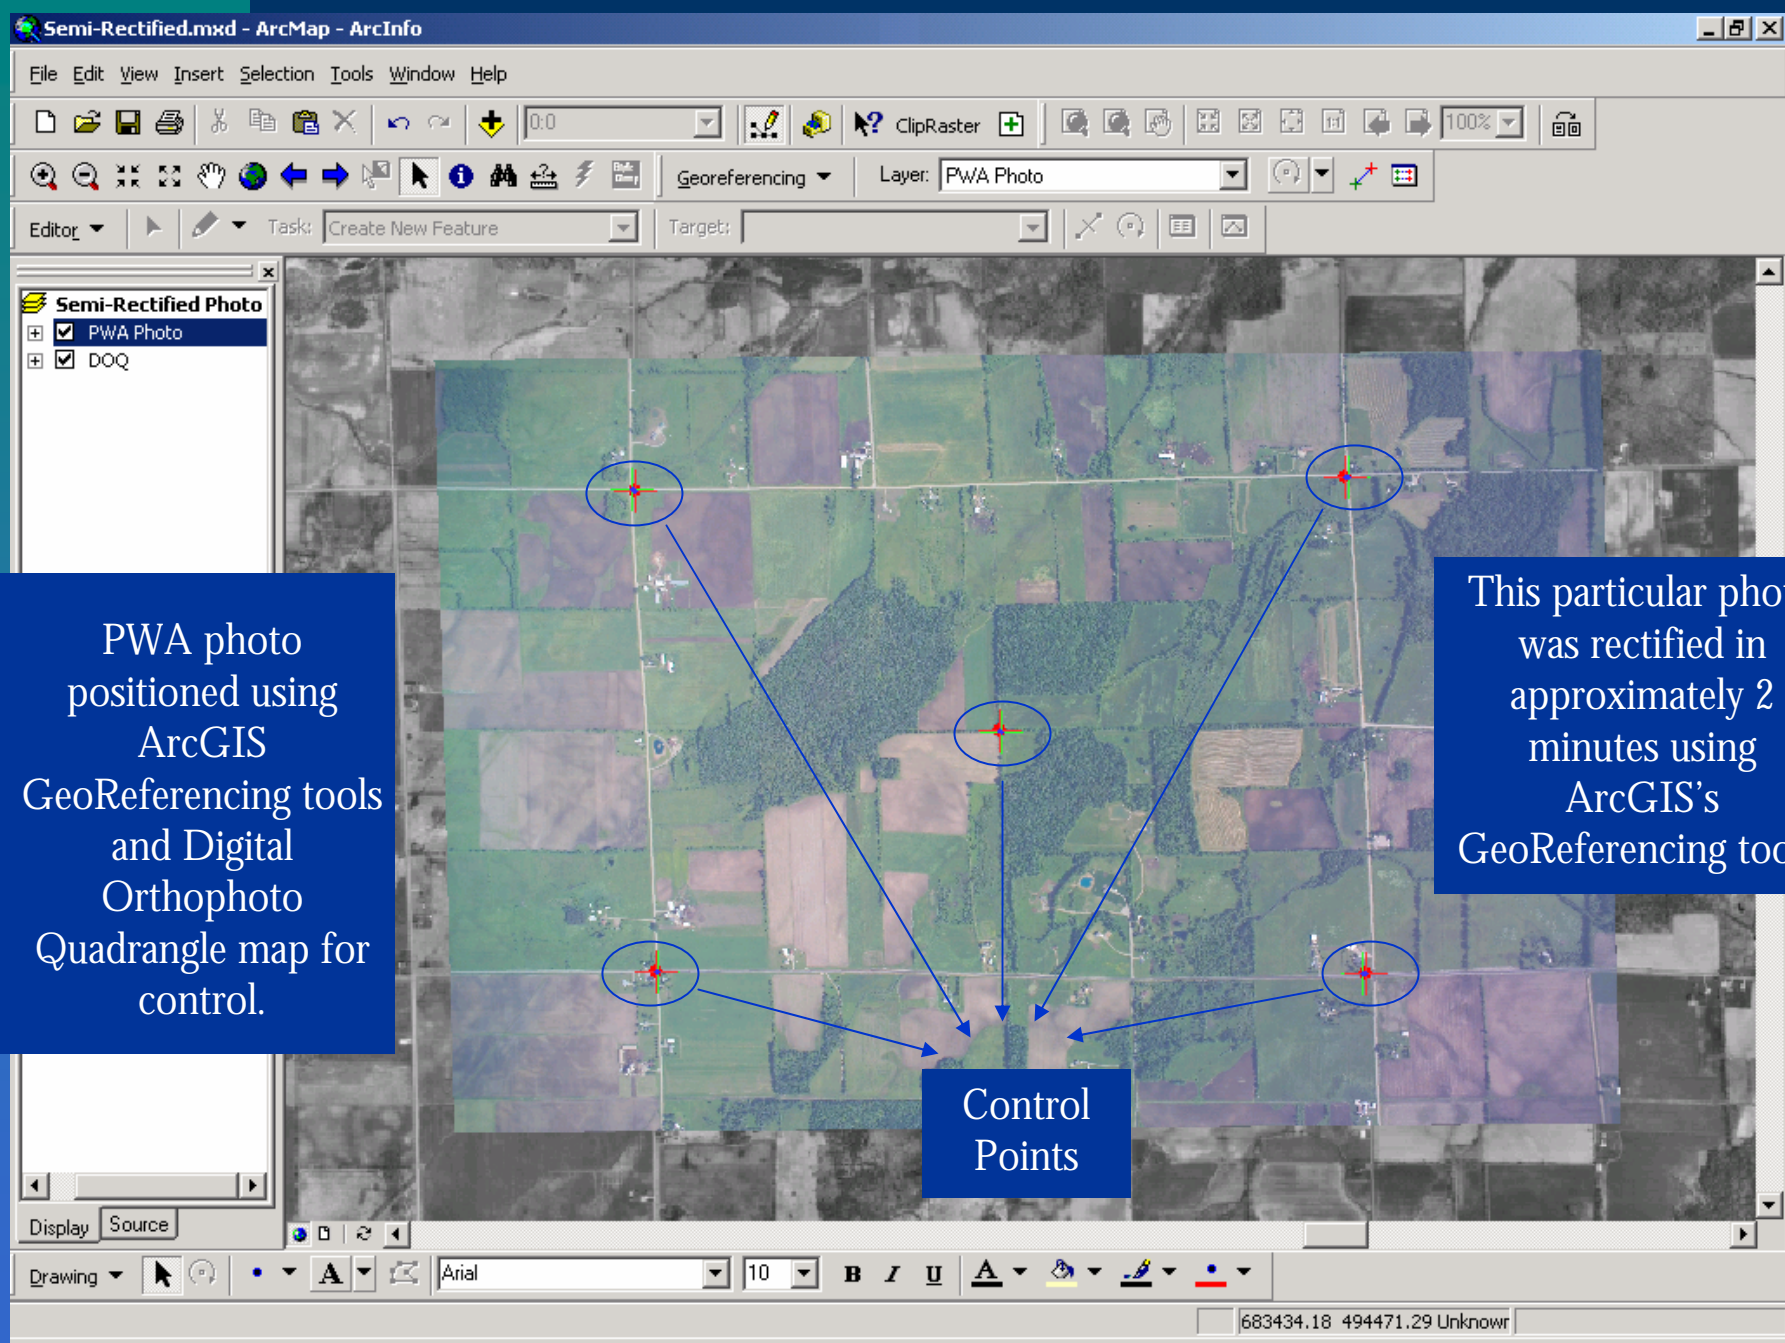 Semi-Rectified.mxd - ArcMap - ArcInfo
File Edit View Insert Selection Tools Window Help
0:0
ClipRaster
1:1
100%
Georeferencing
Layer: PWA Photo
Editor
Task: Create New Feature
Target:
Semi-Rectified Photo
PWA Photo
DOQ
PWA photo
positioned using
ArcGIS
GeoReferencing tools
and Digital
Orthophoto
Quadrangle map for
control.
This particular phot
was rectified in
approximately 2
minutes using
ArcGIS's
GeoReferencing too
Control
Points
Display Source
Drawing
A
Arial
10
B I U A
683434.18 494471.29 Unknowr